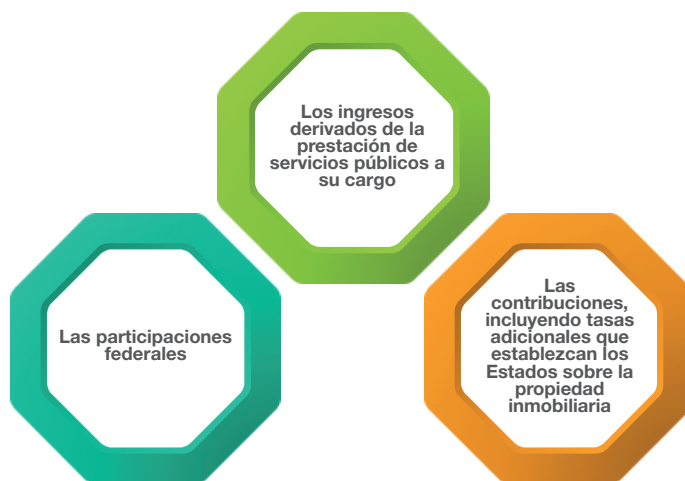 Los ingresos
derivados de la
prestación de
servicios públicos a
su cargo
Las participaciones
federales
Las
contribuciones,
incluyendo tasas
adicionales que
establezcan los
Estados sobre la
propiedad
inmobiliaria